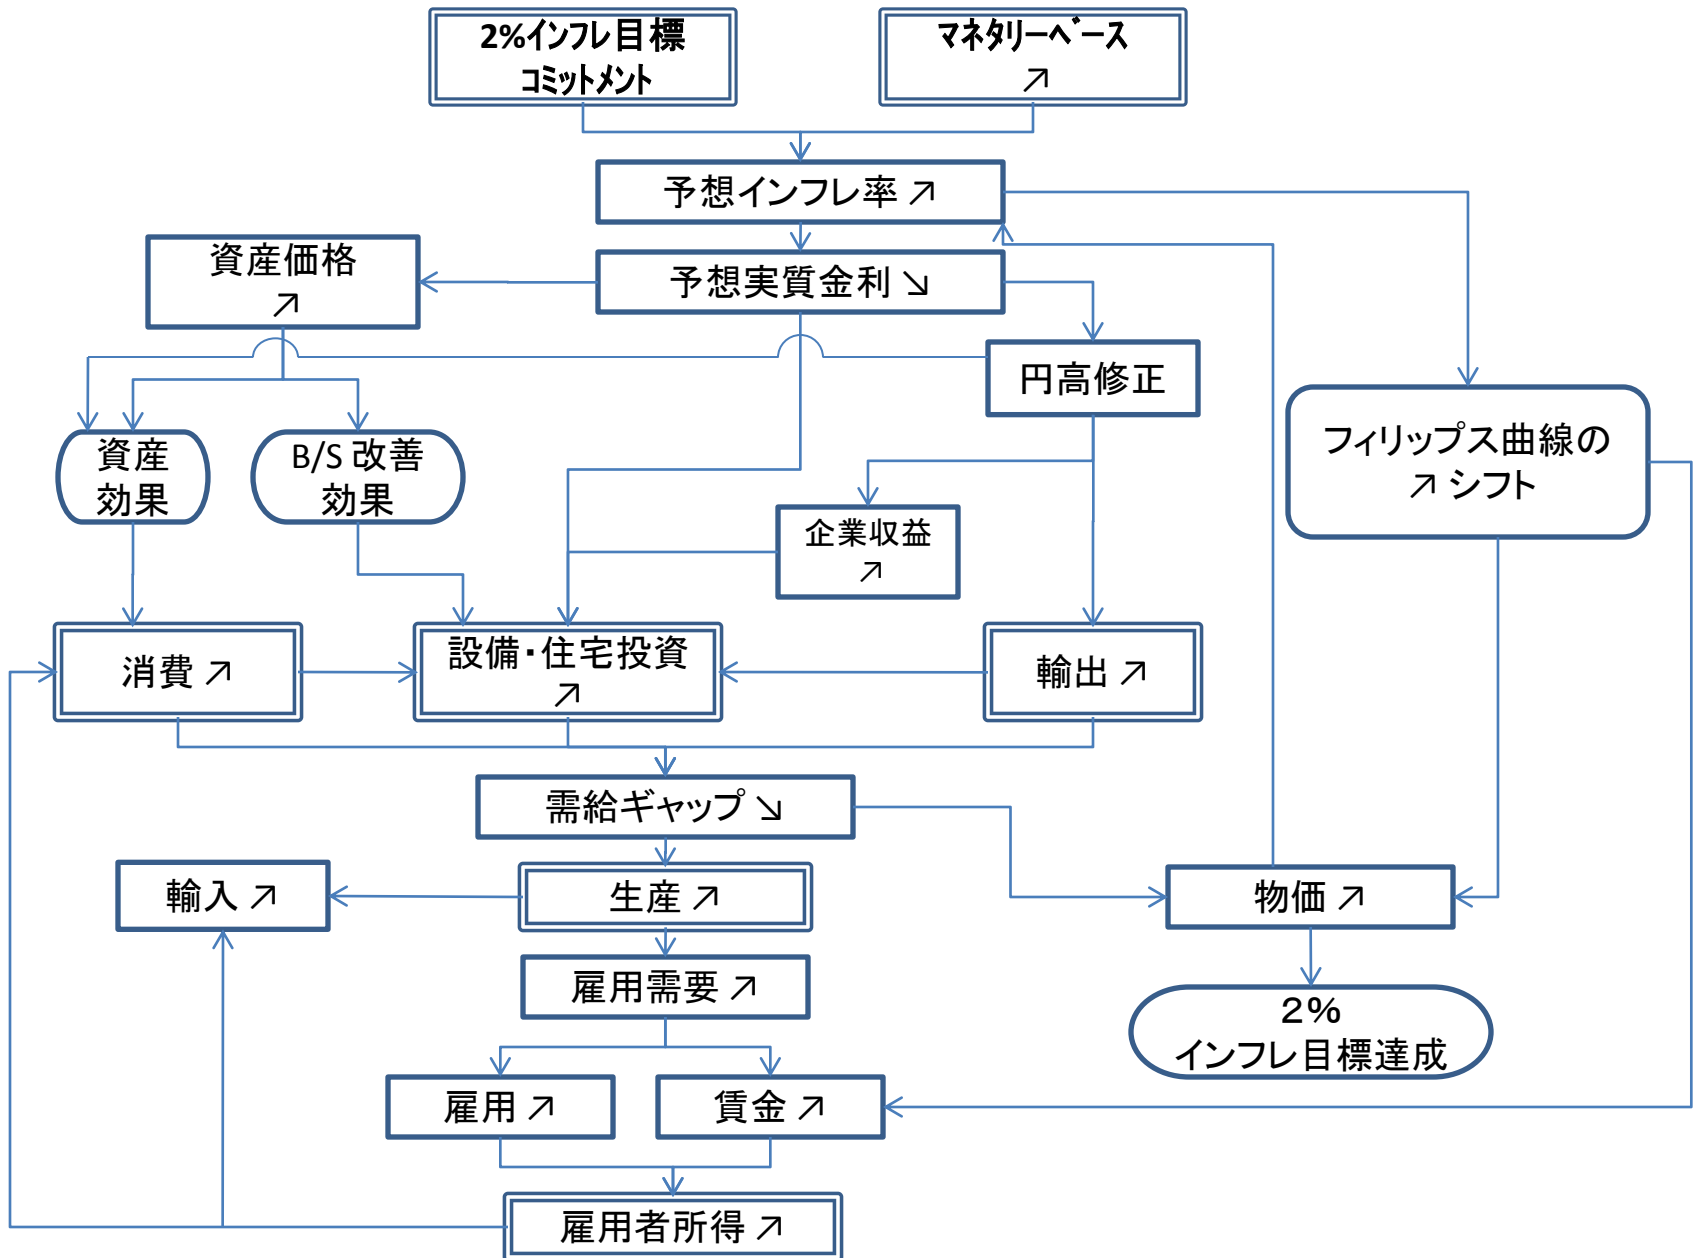 2%インフレ目標
コミットメント
マネタリーベース
↗
予想インフレ率 ↗
資産価格
↗
予想実質金利 ↘
円高修正
資産
効果
B/S 改善
効果
フィリップス曲線の
↗ シフト
企業収益
↗
消費 ↗
設備・住宅投資
↗
輸出 ↗
需給ギャップ ↘
輸入 ↗
生産 ↗
物価 ↗
雇用需要 ↗
2%
インフレ目標達成
雇用 ↗
賃金 ↗
雇用者所得 ↗